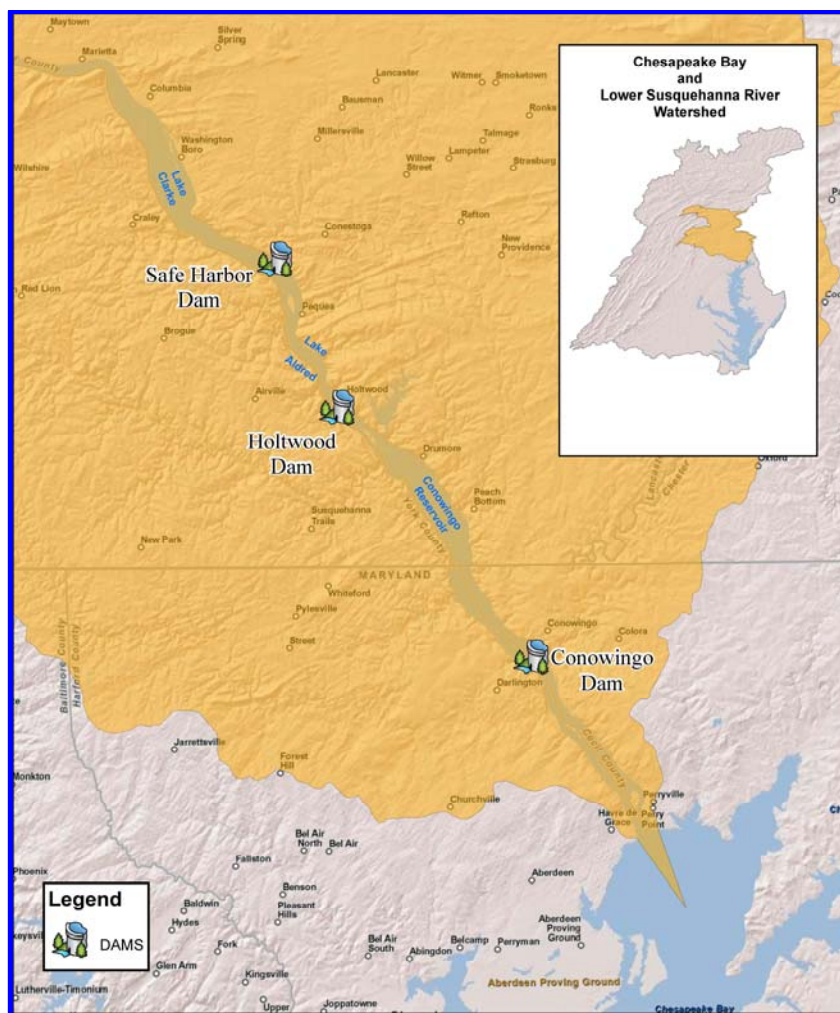 Maytown
Silver
Spring
Marietta
County
Lancaster
Witmer
Smoketown
Columbia
Bausman
Ronks
Millersville
Talmage
Washington
Boro
Lampeter
Wilshire
Willow
Street
Strasburg
Lake
Clarke
Craley
Conestoga
Refton
New
Providence
Safe Harbor
Dam
Red Lion
Pequea
Brogue
Lake
Aldred
Airville
Holtwood
Holtwood
Dam
Drumore
Conowingo
Reservoir
Peach
Bottom
York County
Susquehanna
Trails
New Park
Lancaster
Chester
Oxford
MARYLAND
Whiteford
Pylesville
Street
Conowingo
Colora
Conowingo
Dam
Darlington
Baltimore County
Harford County
Jarrettsville
Forest
Hill
Monkton
Cecil County
Churchville
Perryville
Havre de
Grace
Perry
Point
Bel Air
North
Bel Air
Fallston
Phoenix
Aberdeen
Benson
Pleasant
Hills
Baldwin
Hydes
Fork
Glen Arm
Kingsville
Bel Air
South
Abingdon
Belcamp
Perryman
Aberdeen
Proving
Ground
Aberdeen Proving Ground
Lutherville-Timonium
Upper
Joppatowne
Chesapeake Bay
Legend
DAMS
Chesapeake Bay
and
Lower Susquehanna River
Watershed